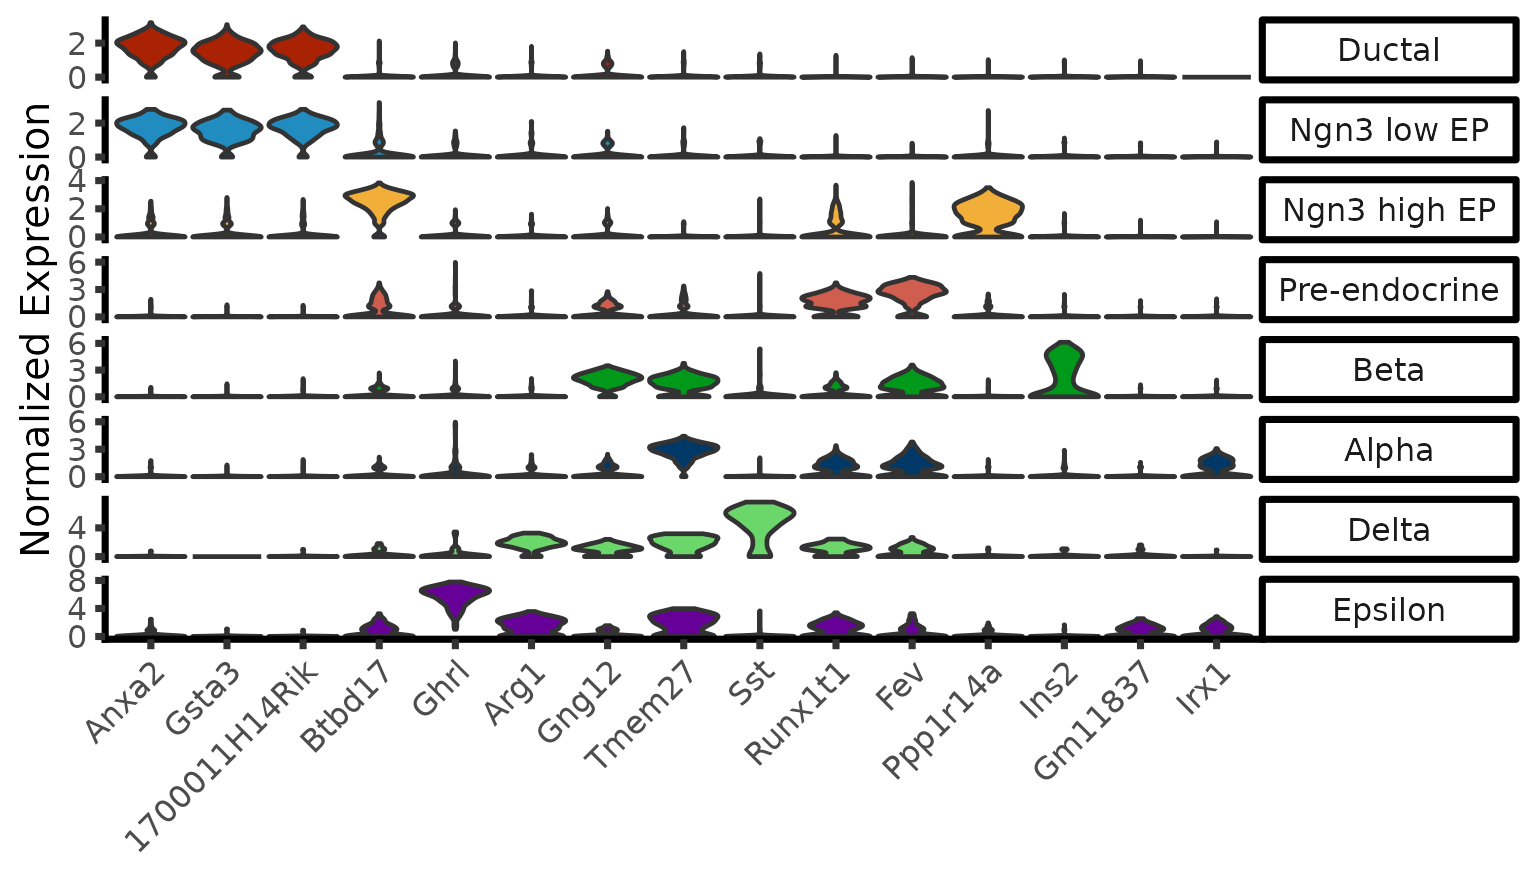 Normalized Expression
2
0
Ductal
2
0
Ngn3 low EP
4
2
0
Ngn3 high EP
6
3
0
Pre-endocrine
6
3
0
Beta
6
3
0
Alpha
4
0
Delta
8
4
0
Epsilon
Anxa2
Gsta3
1700011H14Rik
Btbd17
Ghrl
Arg1
Gng12
Tmem27
Sst
Runx1t1
Fev
Ppp1r14a
Ins2
Gm11837
Irx1